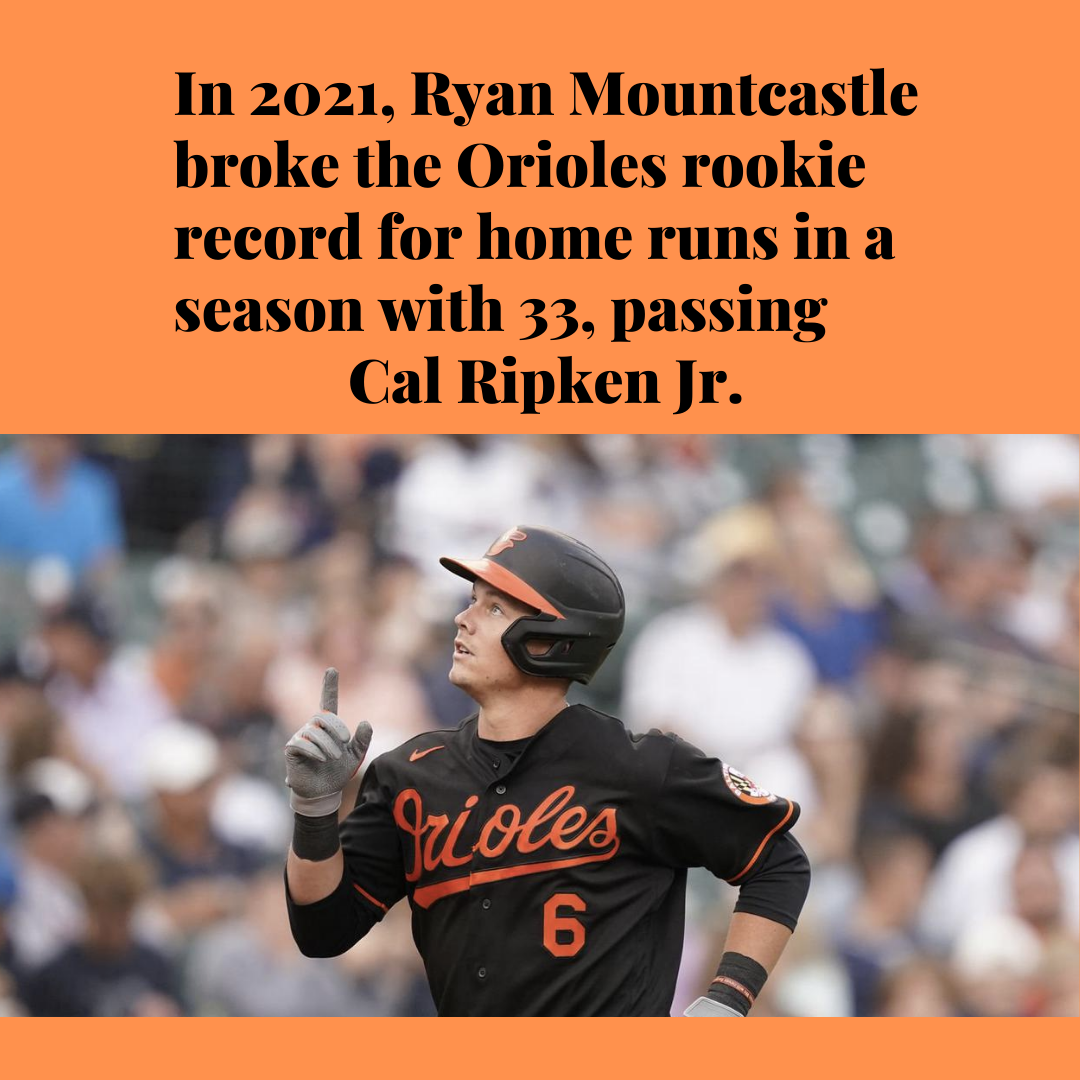 In 2021, Ryan Mountcastle
broke the Orioles rookie
record for home runs in a
season with 33, passing
Cal Ripken Jr.
Orioles
6